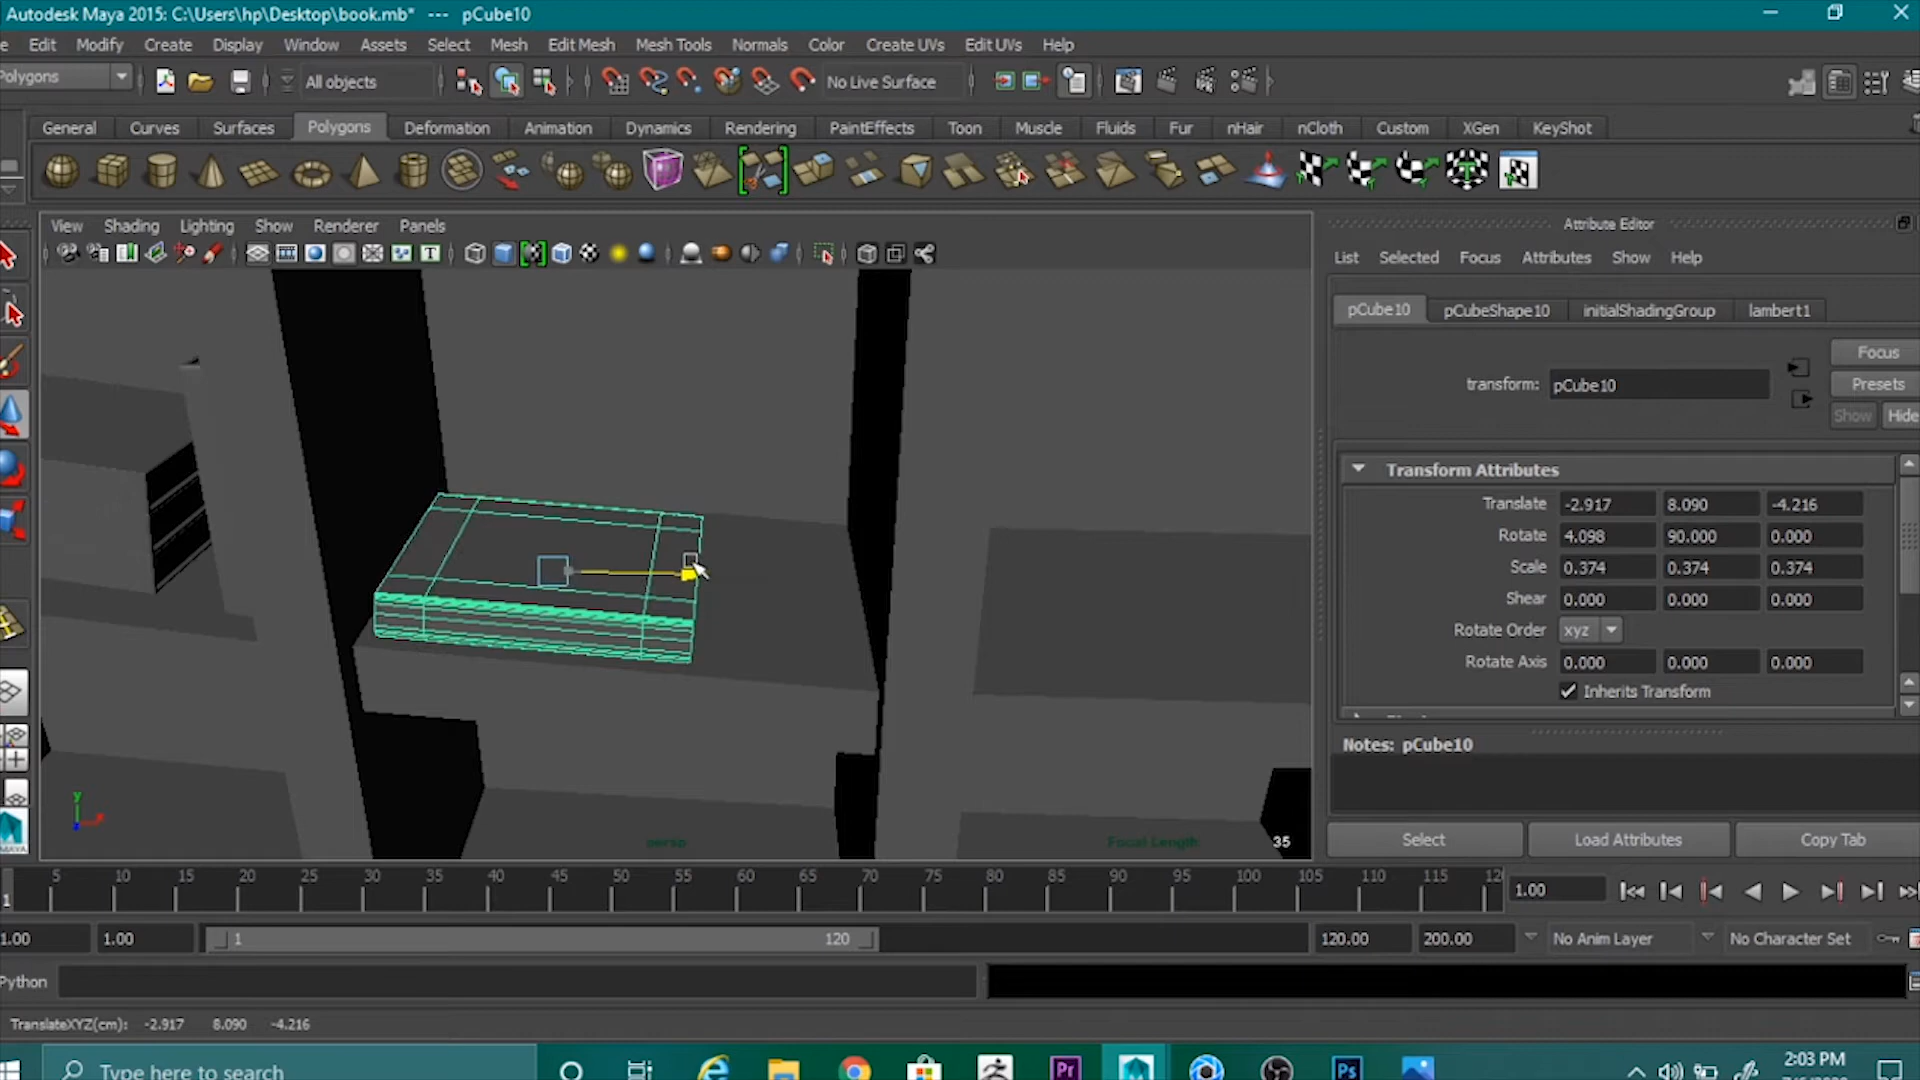 Autodesk Maya 2015: C:\Users\hp\Desktop\book.mb* --- pCube10
Edit Modify Create Display Window Assets Select Mesh Edit Mesh Mesh Tools Normals Color Create UVs Edit UVs Help
Polygons All objects No Live Surface
General Curves Surfaces Polygons Deformation Animation Dynamics Rendering PaintEffects Toon Muscle Fluids Fur nHair nCloth Custom XGen KeyShot
View Shading Lighting Show Renderer Panels
Attribute Editor
List Selected Focus Attributes Show Help
pCube10 pCubeShape10 initialShadingGroup lambert1
Focus
transform: pCube10
Presets
Show Hide
Transform Attributes
Translate -2.917 8.090 -4.216
Rotate 4.098 90.000 0.000
Scale 0.374 0.374 0.374
Shear 0.000 0.000 0.000
Rotate Order xyz
Rotate Axis 0.000 0.000 0.000
Inherits Transform
Notes: pCube10
Select Load Attributes Copy Tab
y
persp Focal Length 35
MAYA
5 10 15 20 25 30 35 40 45 50 55 60 65 70 75 80 85 90 95 100 105 110 115 12
1 1.00
1.00 1.00 1 120 120.00 200.00 No Anim Layer No Character Set
Python
TranslateXYZ(cm): -2.917 8.090 -4.216
Type here to search
Pr Ps
2:03 PM